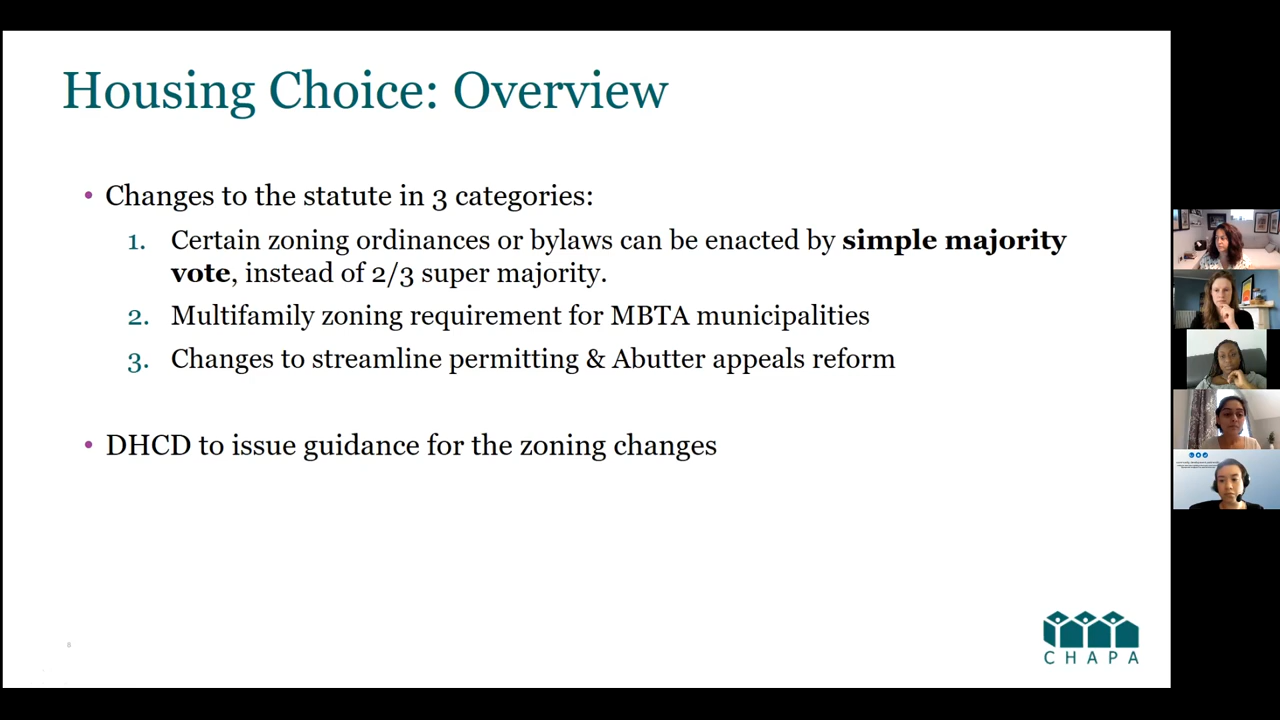 Housing Choice: Overview
• Changes to the statute in 3 categories:
1. Certain zoning ordinances or bylaws can be enacted by simple majority
vote, instead of 2/3 super majority.
2. Multifamily zoning requirement for MBTA municipalities
3. Changes to streamline permitting & Abutter appeals reform
• DHCD to issue guidance for the zoning changes
CHAPA